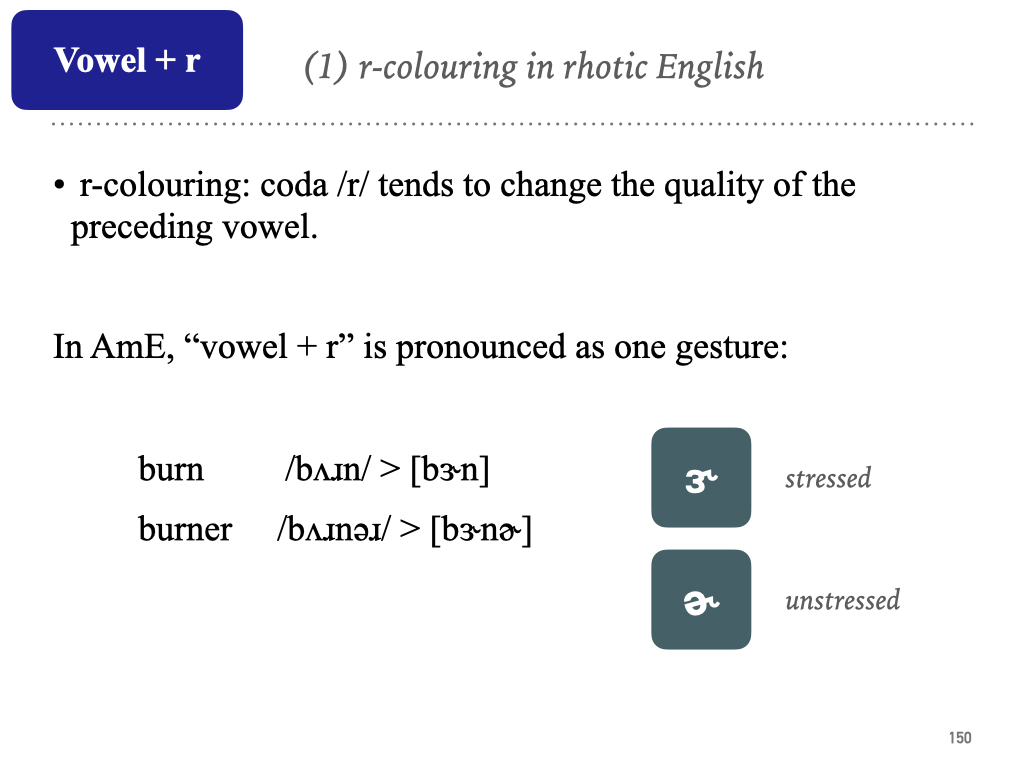 Vowel + r
(1) r-colouring in rhotic English
• r-colouring: coda /r/ tends to change the quality of the
preceding vowel.
In AmE, “vowel + r” is pronounced as one gesture:
burn /bʌɹn/ > [bɝn]
burner /bʌɹnəɹ/ > [bɝnɚ]
ɝ stressed
ɚ unstressed
150